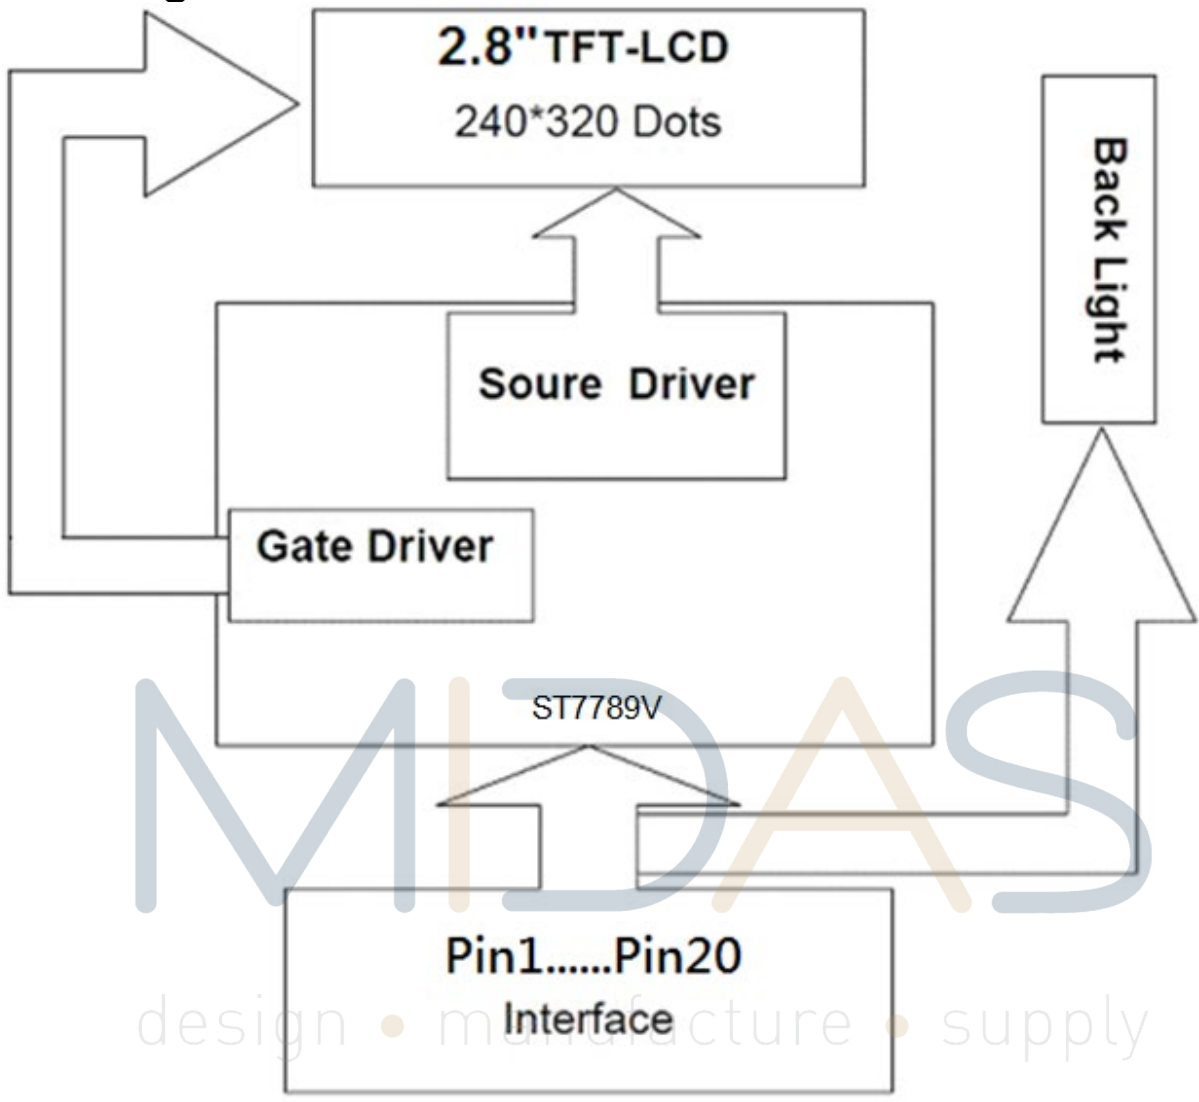 2.8"TFT-LCD
240*320 Dots
Back Light
Soure Driver
Gate Driver
ST7789V
MIDAS
Pin1......Pin20
Interface
design • manufacture • supply